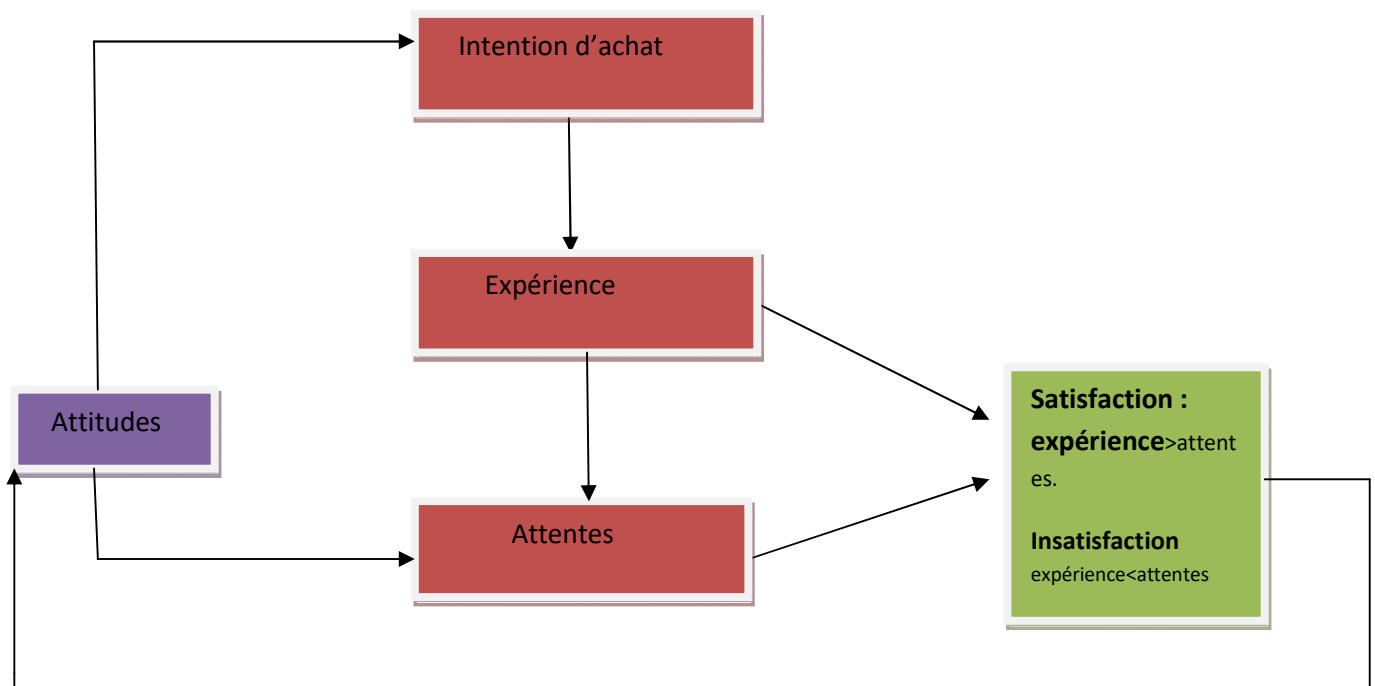 Intention d’achat
Expérience
Attitudes
Attentes
Satisfaction :
expérience>attent
es.
Insatisfaction
expérience<attentes